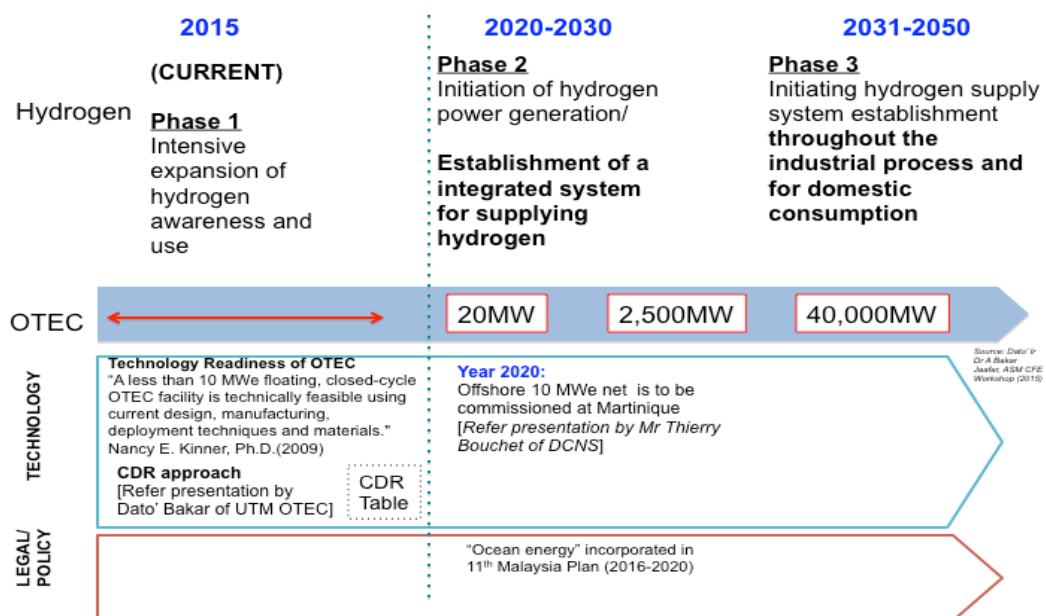 2015
2020-2030
2031-2050
Hydrogen
(CURRENT)
Phase 1
Intensive
expansion of
hydrogen
awareness and
use
Phase 2
Initiation of hydrogen
power generation/
Establishment of a
integrated system
for supplying
hydrogen
Phase 3
Initiating hydrogen supply
system establishment
throughout the
industrial process and
for domestic
consumption
OTEC
20MW
2,500MW
40,000MW
Source: Dato' Ir
Dr A Bakar
Jaafar, ASM CFE
Workshop (2015)
TECHNOLOGY
Technology Readiness of OTEC
"A less than 10 MWe floating, closed-cycle
OTEC facility is technically feasible using
current design, manufacturing,
deployment techniques and materials."
Nancy E. Kinner, Ph.D.(2009)
CDR approach
[Refer presentation by
Dato' Bakar of UTM OTEC]
CDR
Table
Year 2020:
Offshore 10 MWe net is to be
commissioned at Martinique
[Refer presentation by Mr Thierry
Bouchet of DCNS]
LEGAL/
POLICY
“Ocean energy” incorporated in
11th Malaysia Plan (2016-2020)